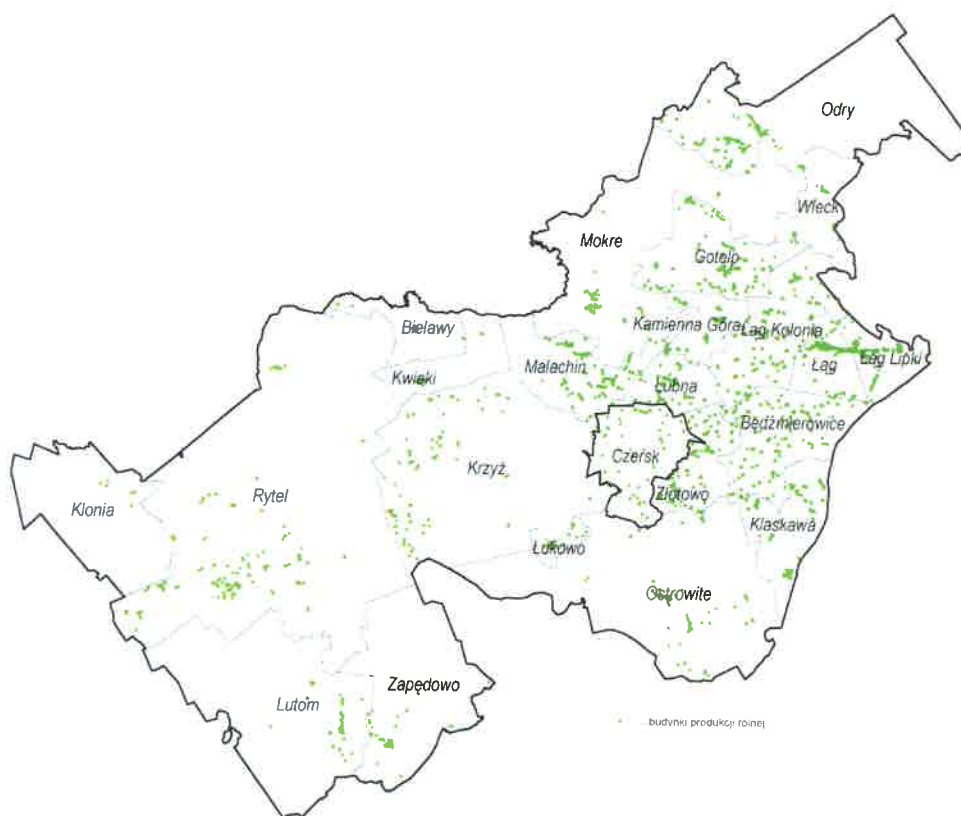 Odry
Wieck
Mokre
Gotelp
Bielawy
Kamienna Góra
Łąg Kolonia
Malachin
Łąg
Łąg Lipki
Kwieki
Łubna
Będźmierowice
Krzyż
Czersk
Klonia
Rytel
Złotowo
Klaskawa
Łukowo
Ostrowite
Zapędowo
Lutom
budynki produkcji rolnej